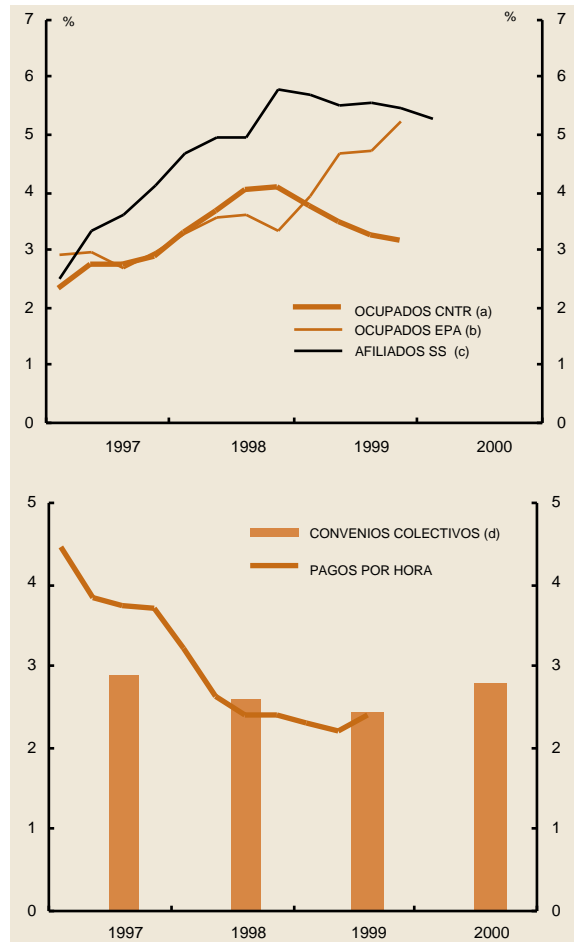 7 % % 7
6 6
5 5
4 4
3 3
2 2
1 1
0 0
OCUPADOS CNTR (a)
OCUPADOS EPA (b)
AFILIADOS SS (c)
1997 1998 1999 2000
5 5
4 4
3 3
2 2
1 1
0 0
CONVENIOS COLECTIVOS (d)
PAGOS POR HORA
1997 1998 1999 2000